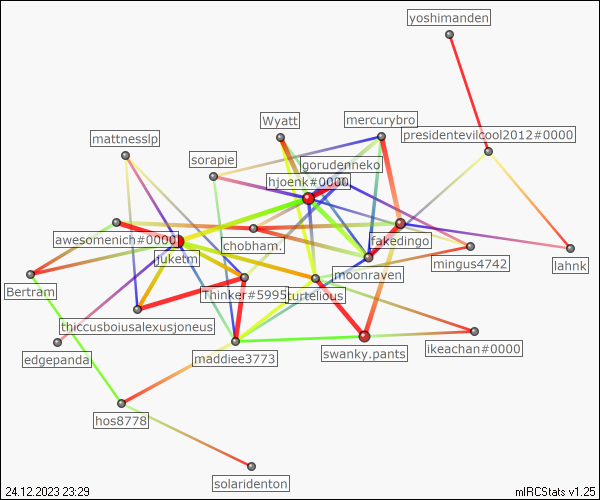 yoshimanden
mercurybro
Wyatt
presidentevilcool2012#0000
mattnesslp
sorapie
gorudenneko
hjoenk#0000
awesomenich#0000
chobham.
fakedingo
juketm
moonraven
mingus4742
lahnk
Bertram
Thinker#5995
turtelious
thiccusboiusalexusjoneus
edgepanda
maddiee3773
swanky.pants
ikeachan#0000
hos8778
solaridenton
24.12.2023 23:29
mIRCStats v1.25